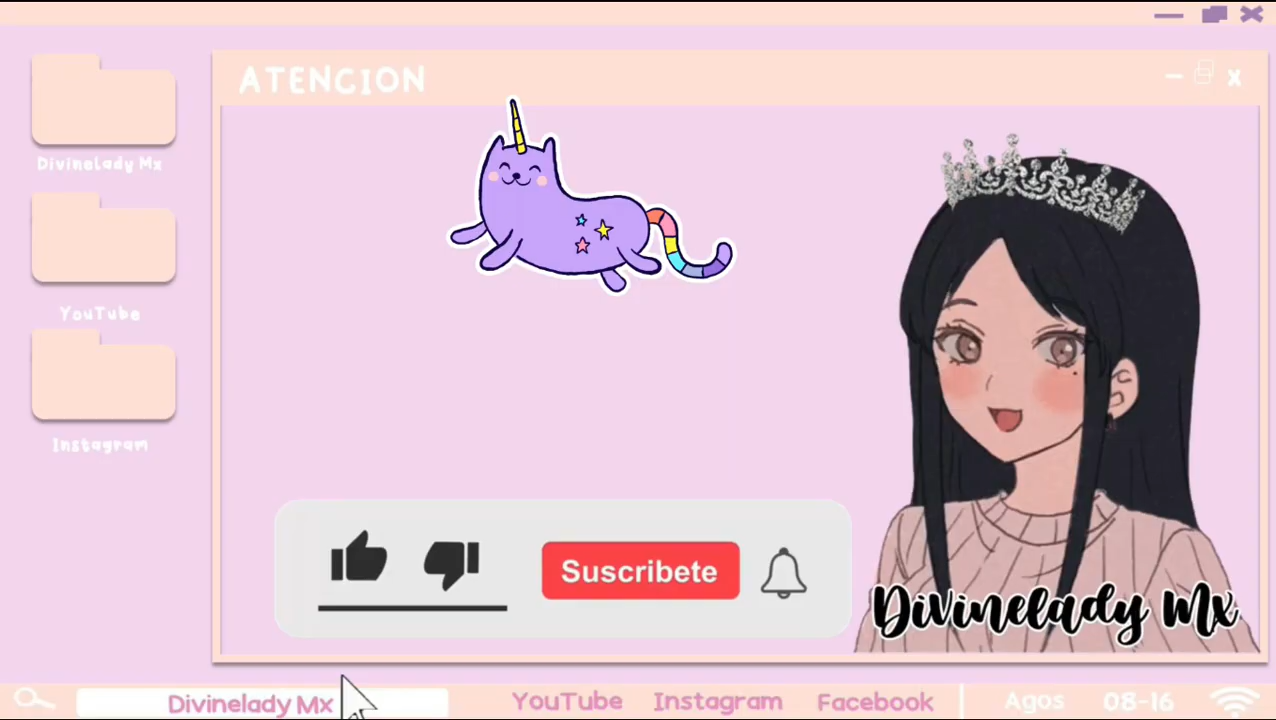 ATENCION
Divinelady Mx
YouTube
Instagram
Suscribete
Divinelady Mx
Divinelady Mx
YouTube
Instagram
Facebook
Agos
08-16